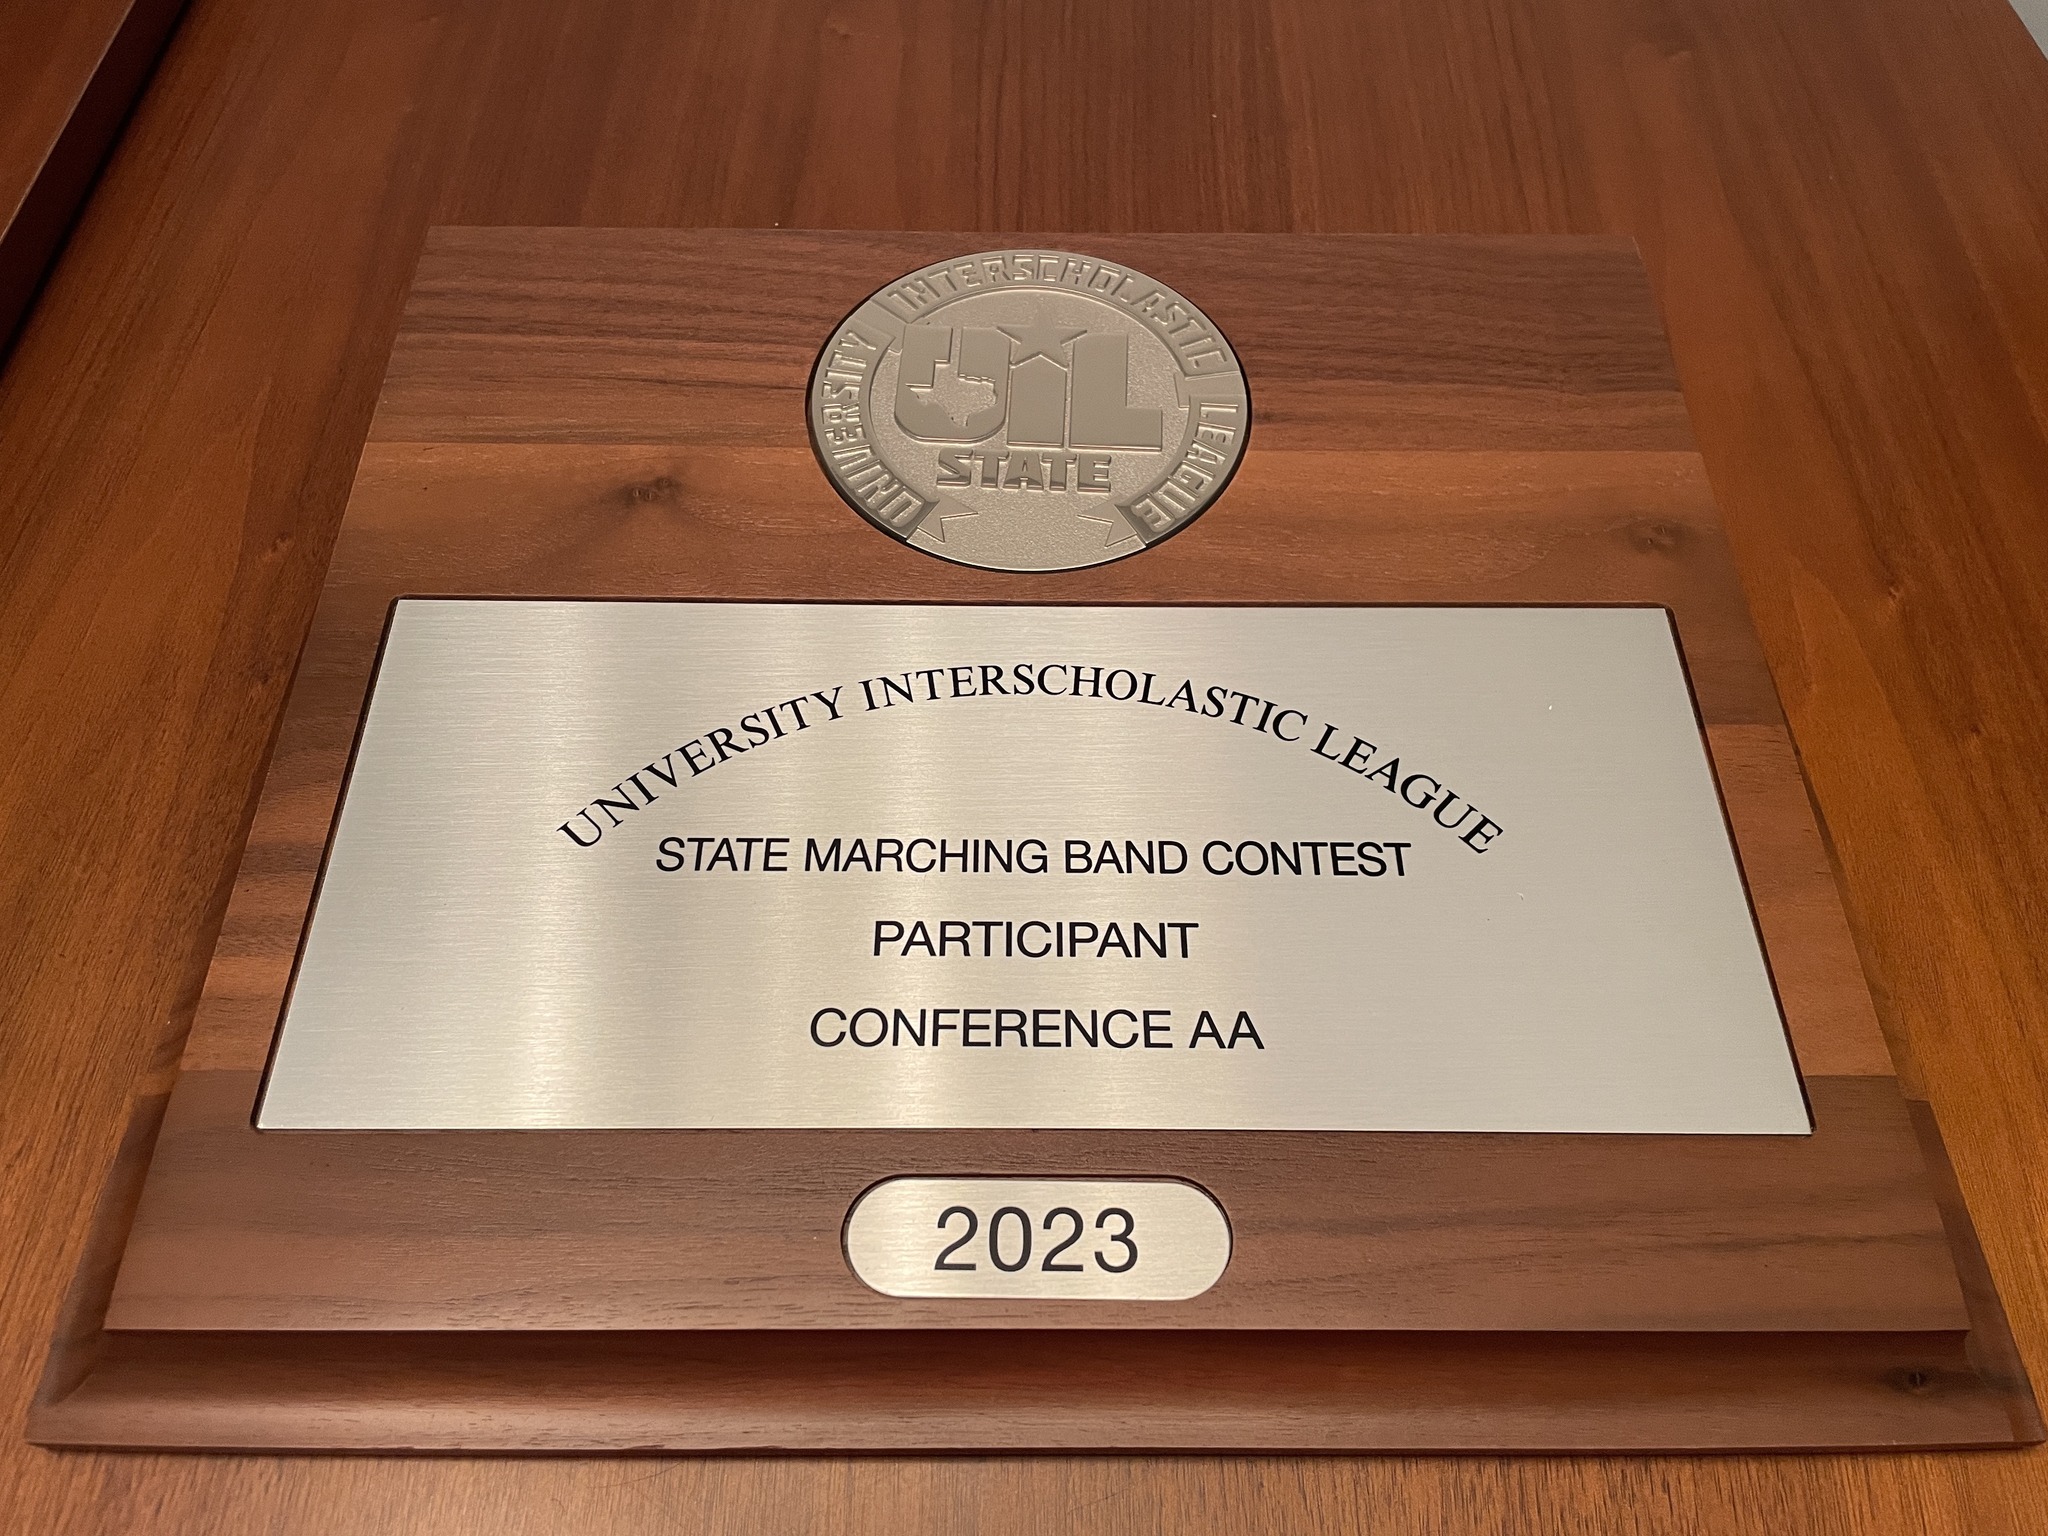 UNIVERSITY INTERSCHOLASTIC LEAGUE
UIL
STATE
UNIVERSITY INTERSCHOLASTIC LEAGUE
STATE MARCHING BAND CONTEST
PARTICIPANT
CONFERENCE AA
2023